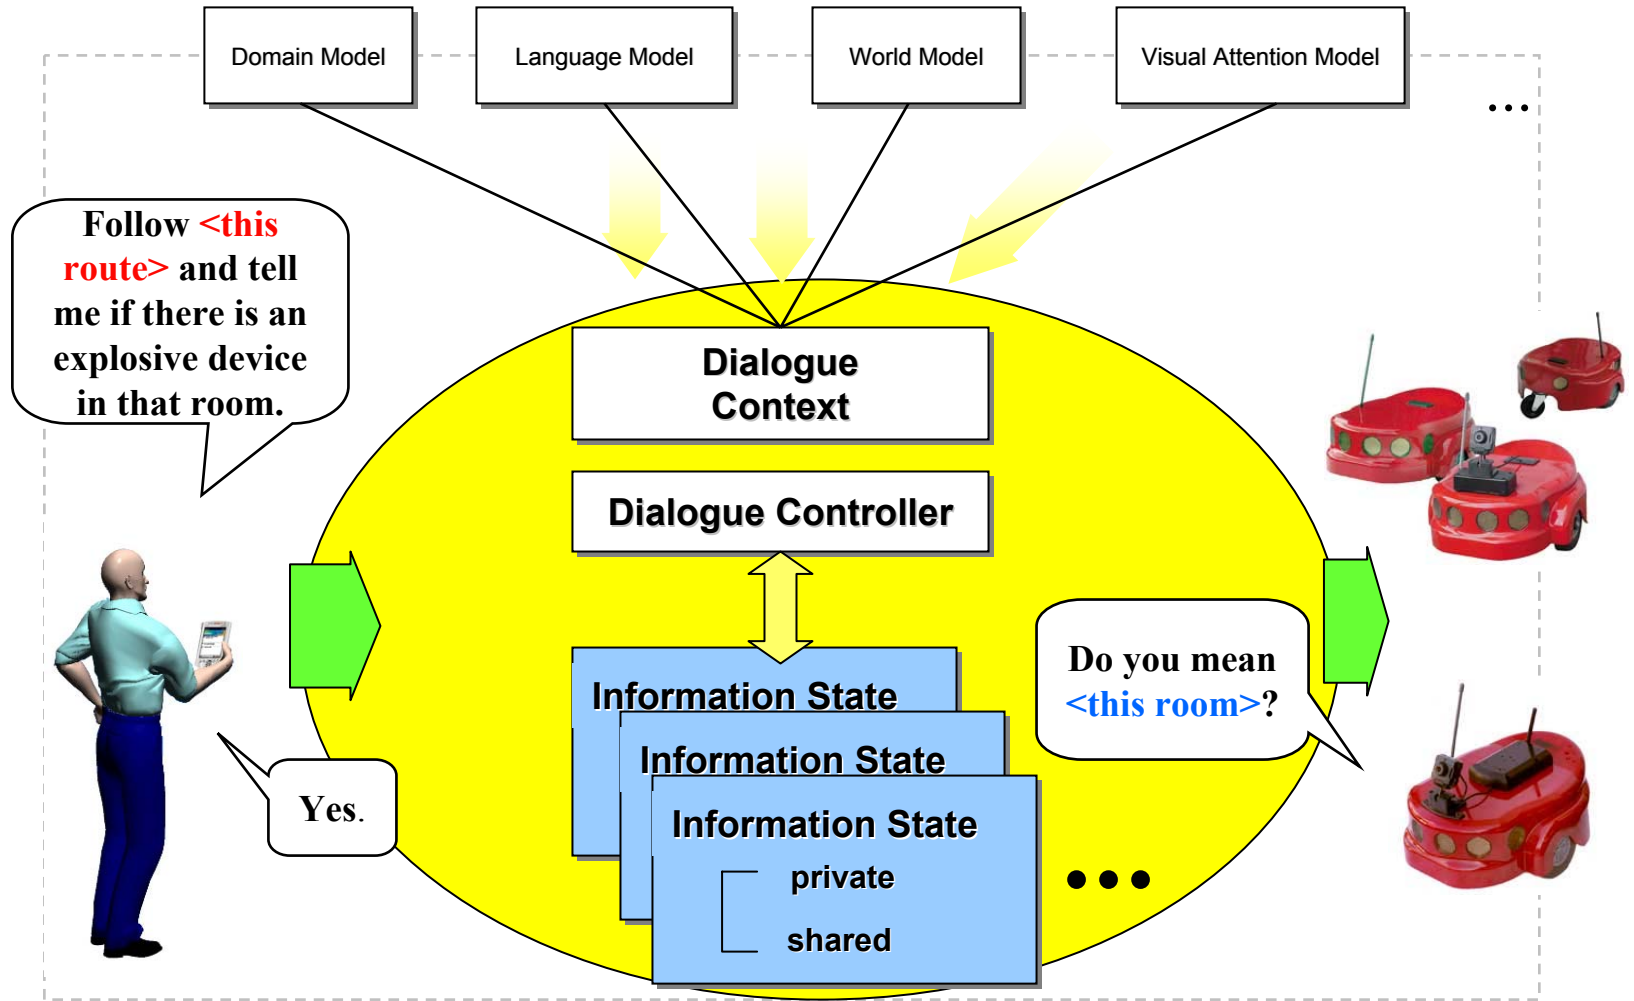 Domain Model
Language Model
World Model
Visual Attention Model
...
Follow <this
route> and tell
me if there is an
explosive device
in that room.
Dialogue
Context
Dialogue Controller
Information State
Information State
Information State
private
shared
...
Do you mean
<this room>?
Yes.